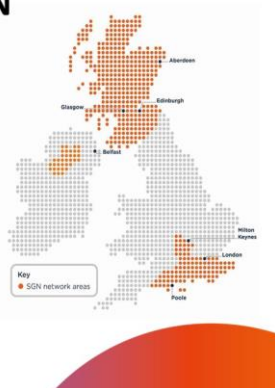 N
Aberdeen
Edinburgh
Glasgow
Belfast
Milton
Keynes
London
Poole
Key
SGN network areas